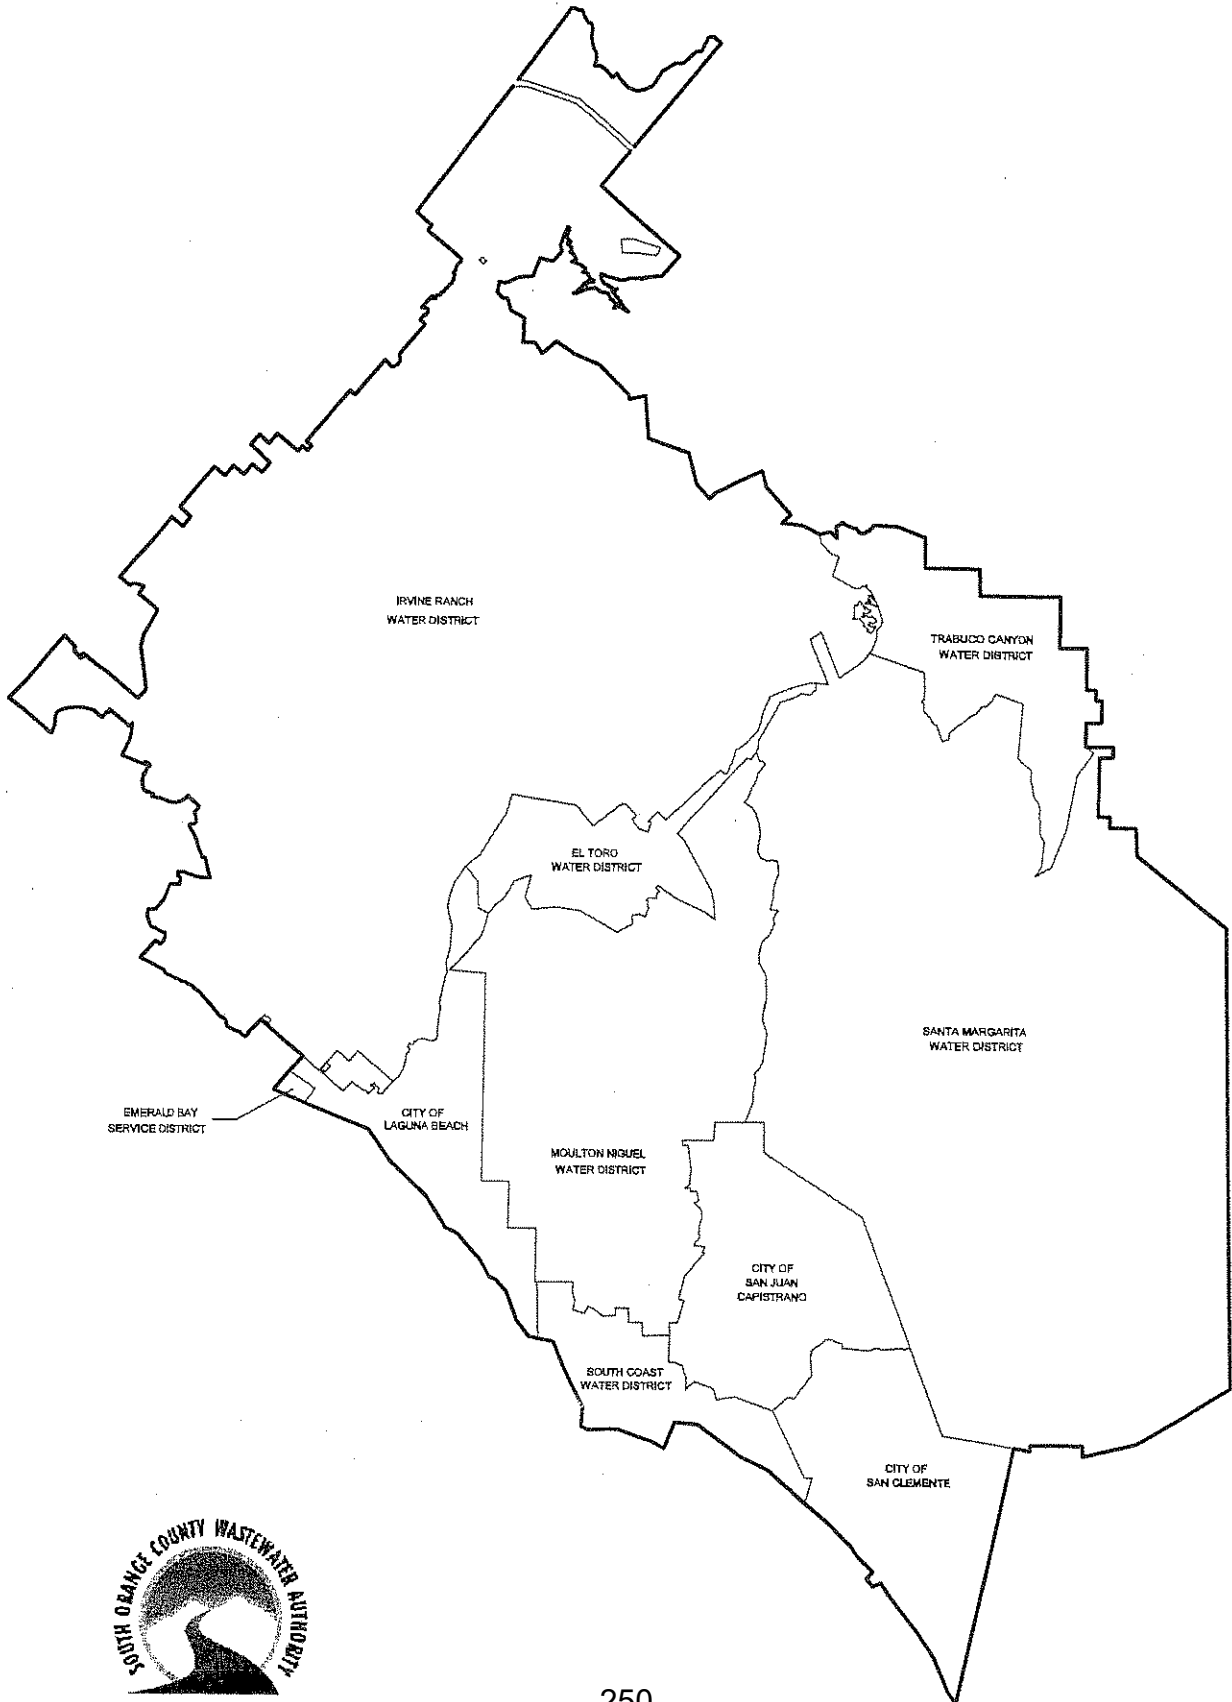 IRVINE RANCH
WATER DISTRICT
TRABUCO CANYON
WATER DISTRICT
EL TORO
WATER DISTRICT
SANTA MARGARITA
WATER DISTRICT
EMERALD BAY
SERVICE DISTRICT
CITY OF
LAGUNA BEACH
MOULTON NIGUEL
WATER DISTRICT
CITY OF
SAN JUAN
CAPISTRANO
SOUTH COAST
WATER DISTRICT
CITY OF
SAN CLEMENTE
SOUTH ORANGE COUNTY WASTEWATER AUTHORITY
250